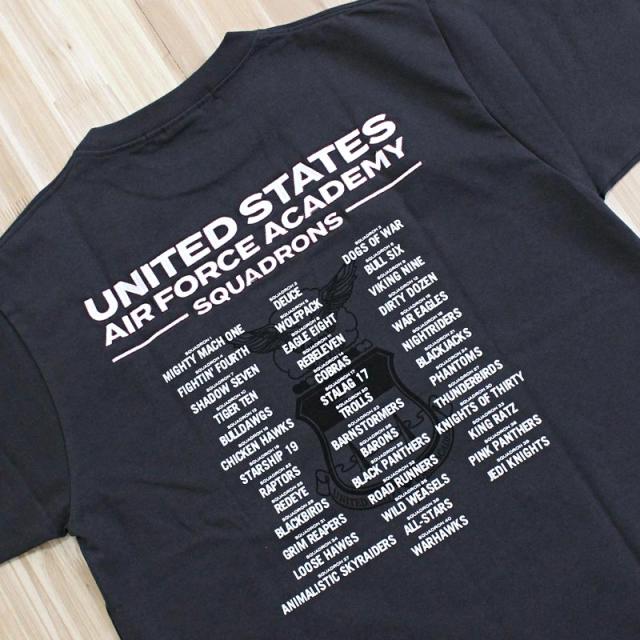 UNITED STATES
AIR FORCE ACADEMY
SQUADRONS
MIGHTY MACH ONE
FIGHTIN' FOURTH
SHADOW SEVEN
TIGER TEN
BULLDAWGS
CHICKEN HAWKS
STARSHIP 19
RAPTORS
REDEYE
BLACKBIRDS
GRIM REAPERS
LOOSE HAWGS
ANIMALISTIC SKYRAIDERS
DEUCE
WOLFPACK
EAGLE EIGHT
REBELEVEN
COBRAS
STALAG 17
TROLLS
BARNSTORMERS
BARONS
BLACK PANTHERS
ROAD RUNNERS
WILD WEASELS
ALL-STARS
WARHAWKS
DOGS OF WAR
BULL SIX
VIKING NINE
DIRTY DOZEN
WAR EAGLES
NIGHTRIDERS
BLACKJACKS
PHANTOMS
THUNDERBIRDS
KNIGHTS OF THIRTY
KING RATZ
PINK PANTHERS
JEDI KNIGHTS